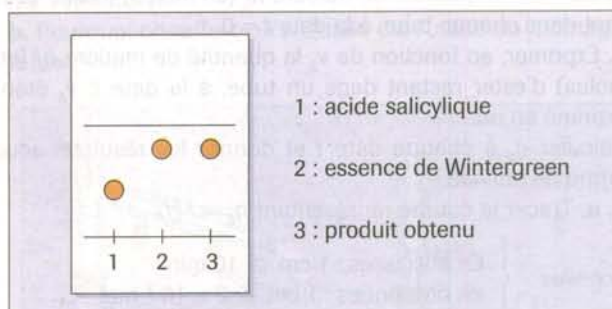 1 : acide salicylique
2 : essence de Wintergreen
3 : produit obtenu
1 2 3